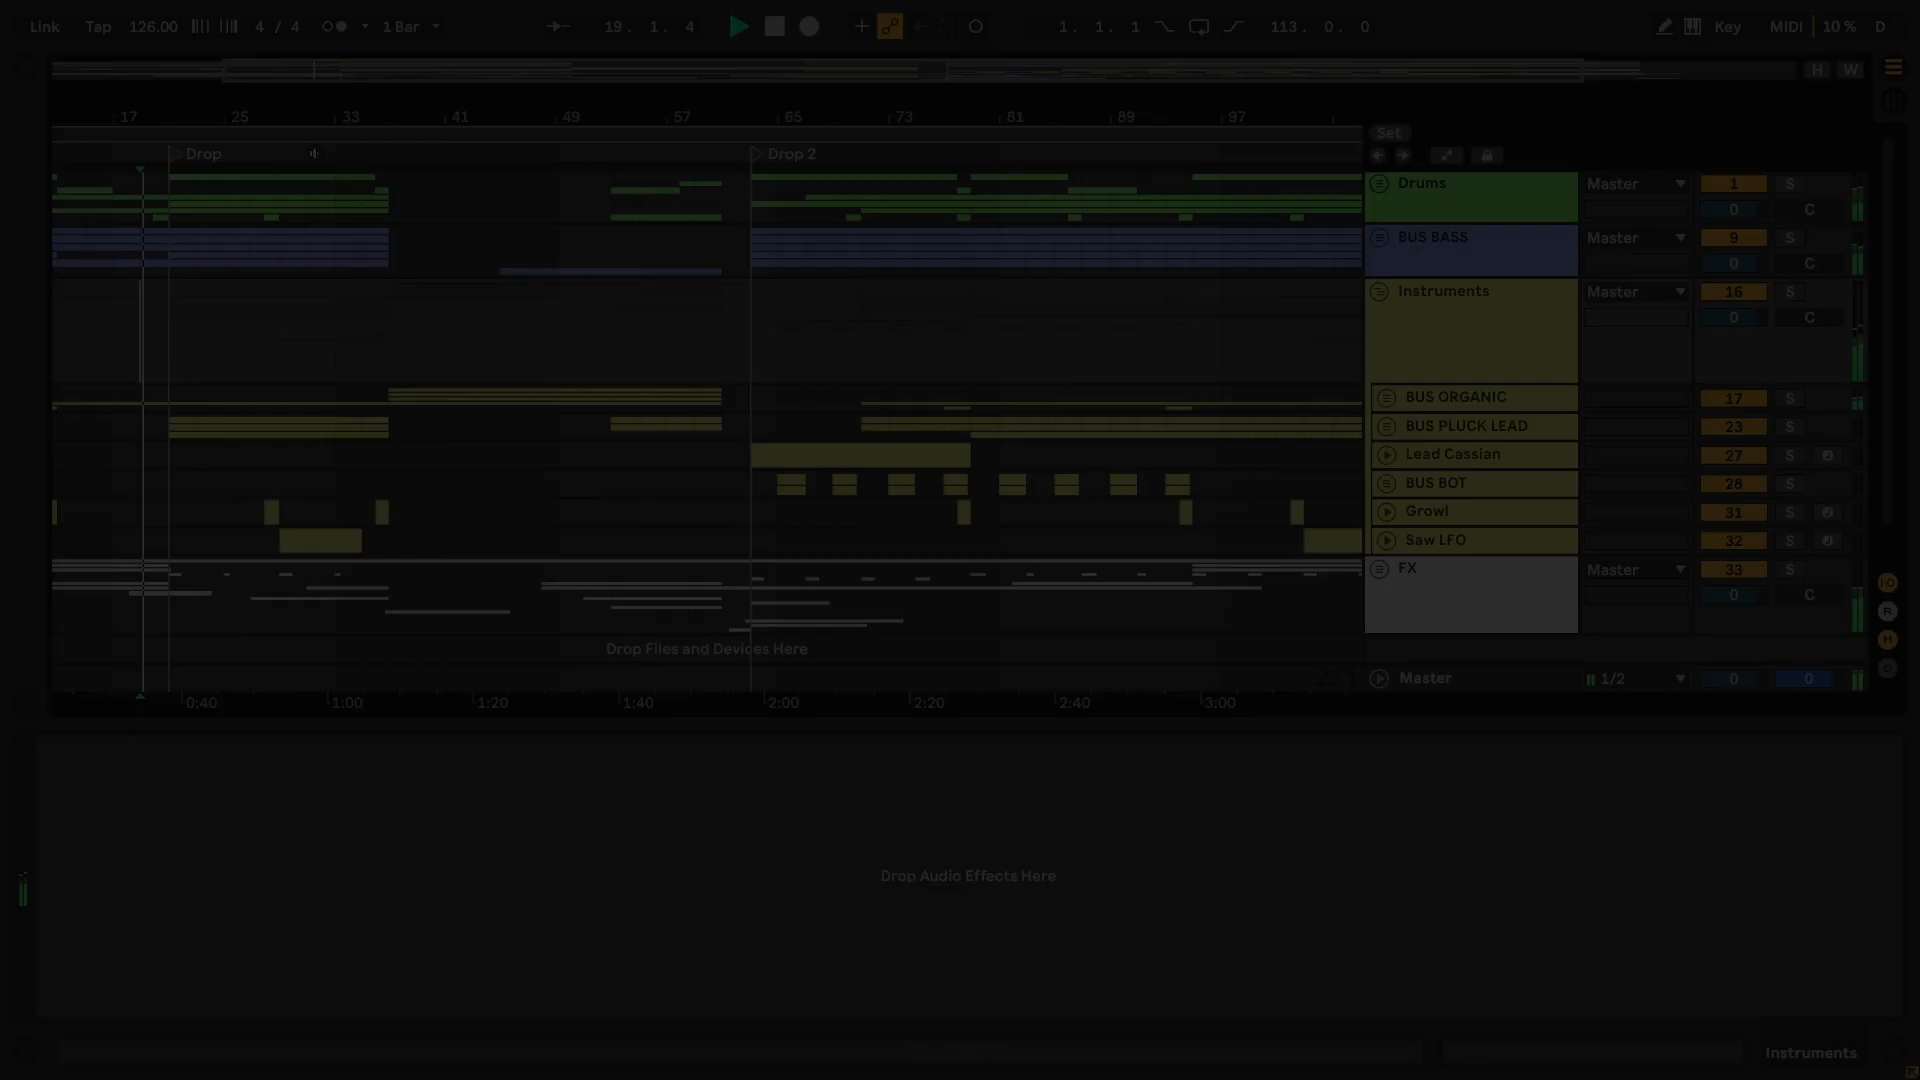 Link Tap 126.00 4 / 4 1 Bar 19. 1. 4 1. 1. 1 113. 0. 0 Key MIDI 10 % D
H W
17 25 33 41 49 57 65 73 81 89 97
Set
Drop Drop 2
Drums Master 1 S
0 C
BUS BASS Master 9 S
0 C
Instruments Master 16 S
0 C
BUS ORGANIC 17 S
BUS PLUCK LEAD 23 S
Lead Cassian 27 S
BUS BOT 28 S
Growl 31 S
Saw LFO 32 S
FX Master 33 S
0 C
I·O
R
M
D
Drop Files and Devices Here
Master 1/2 0 0
0:40 1:00 1:20 1:40 2:00 2:20 2:40 3:00
Drop Audio Effects Here
Instruments